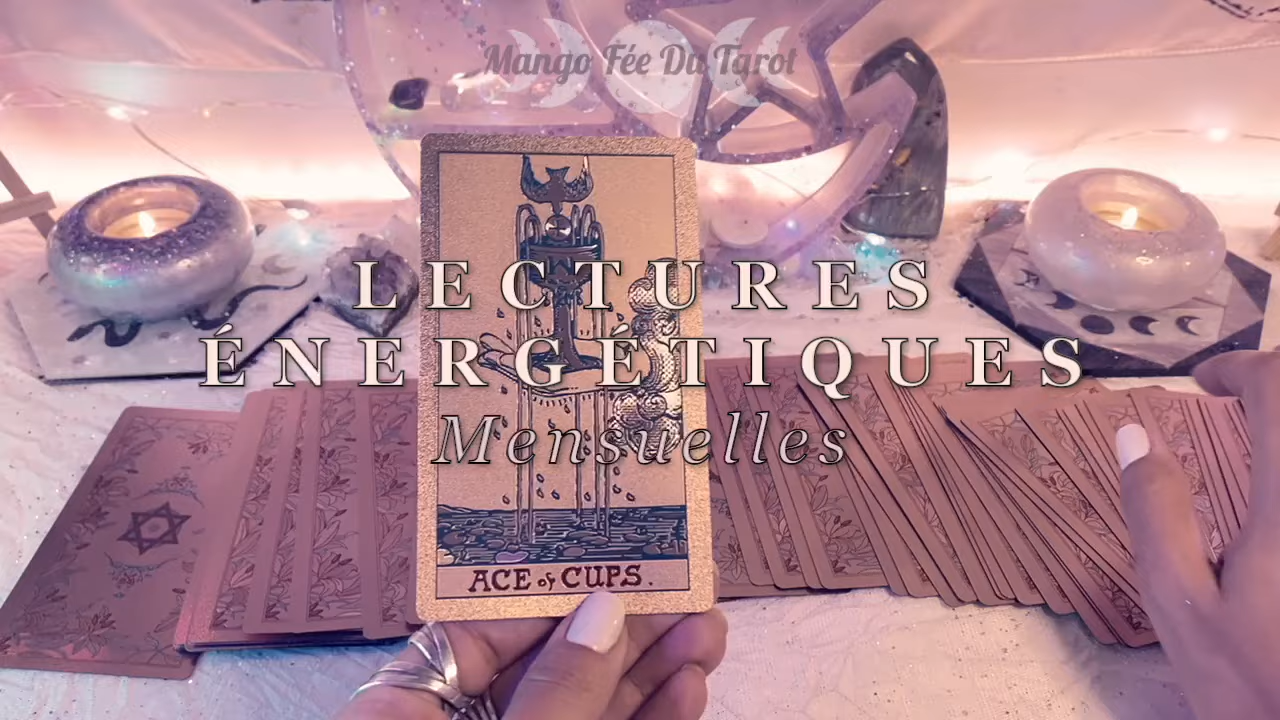 Mango Fée Du Tarot
LECTURES
ÉNERGÉTIQUES
Mensuelles
ACE of CUPS.